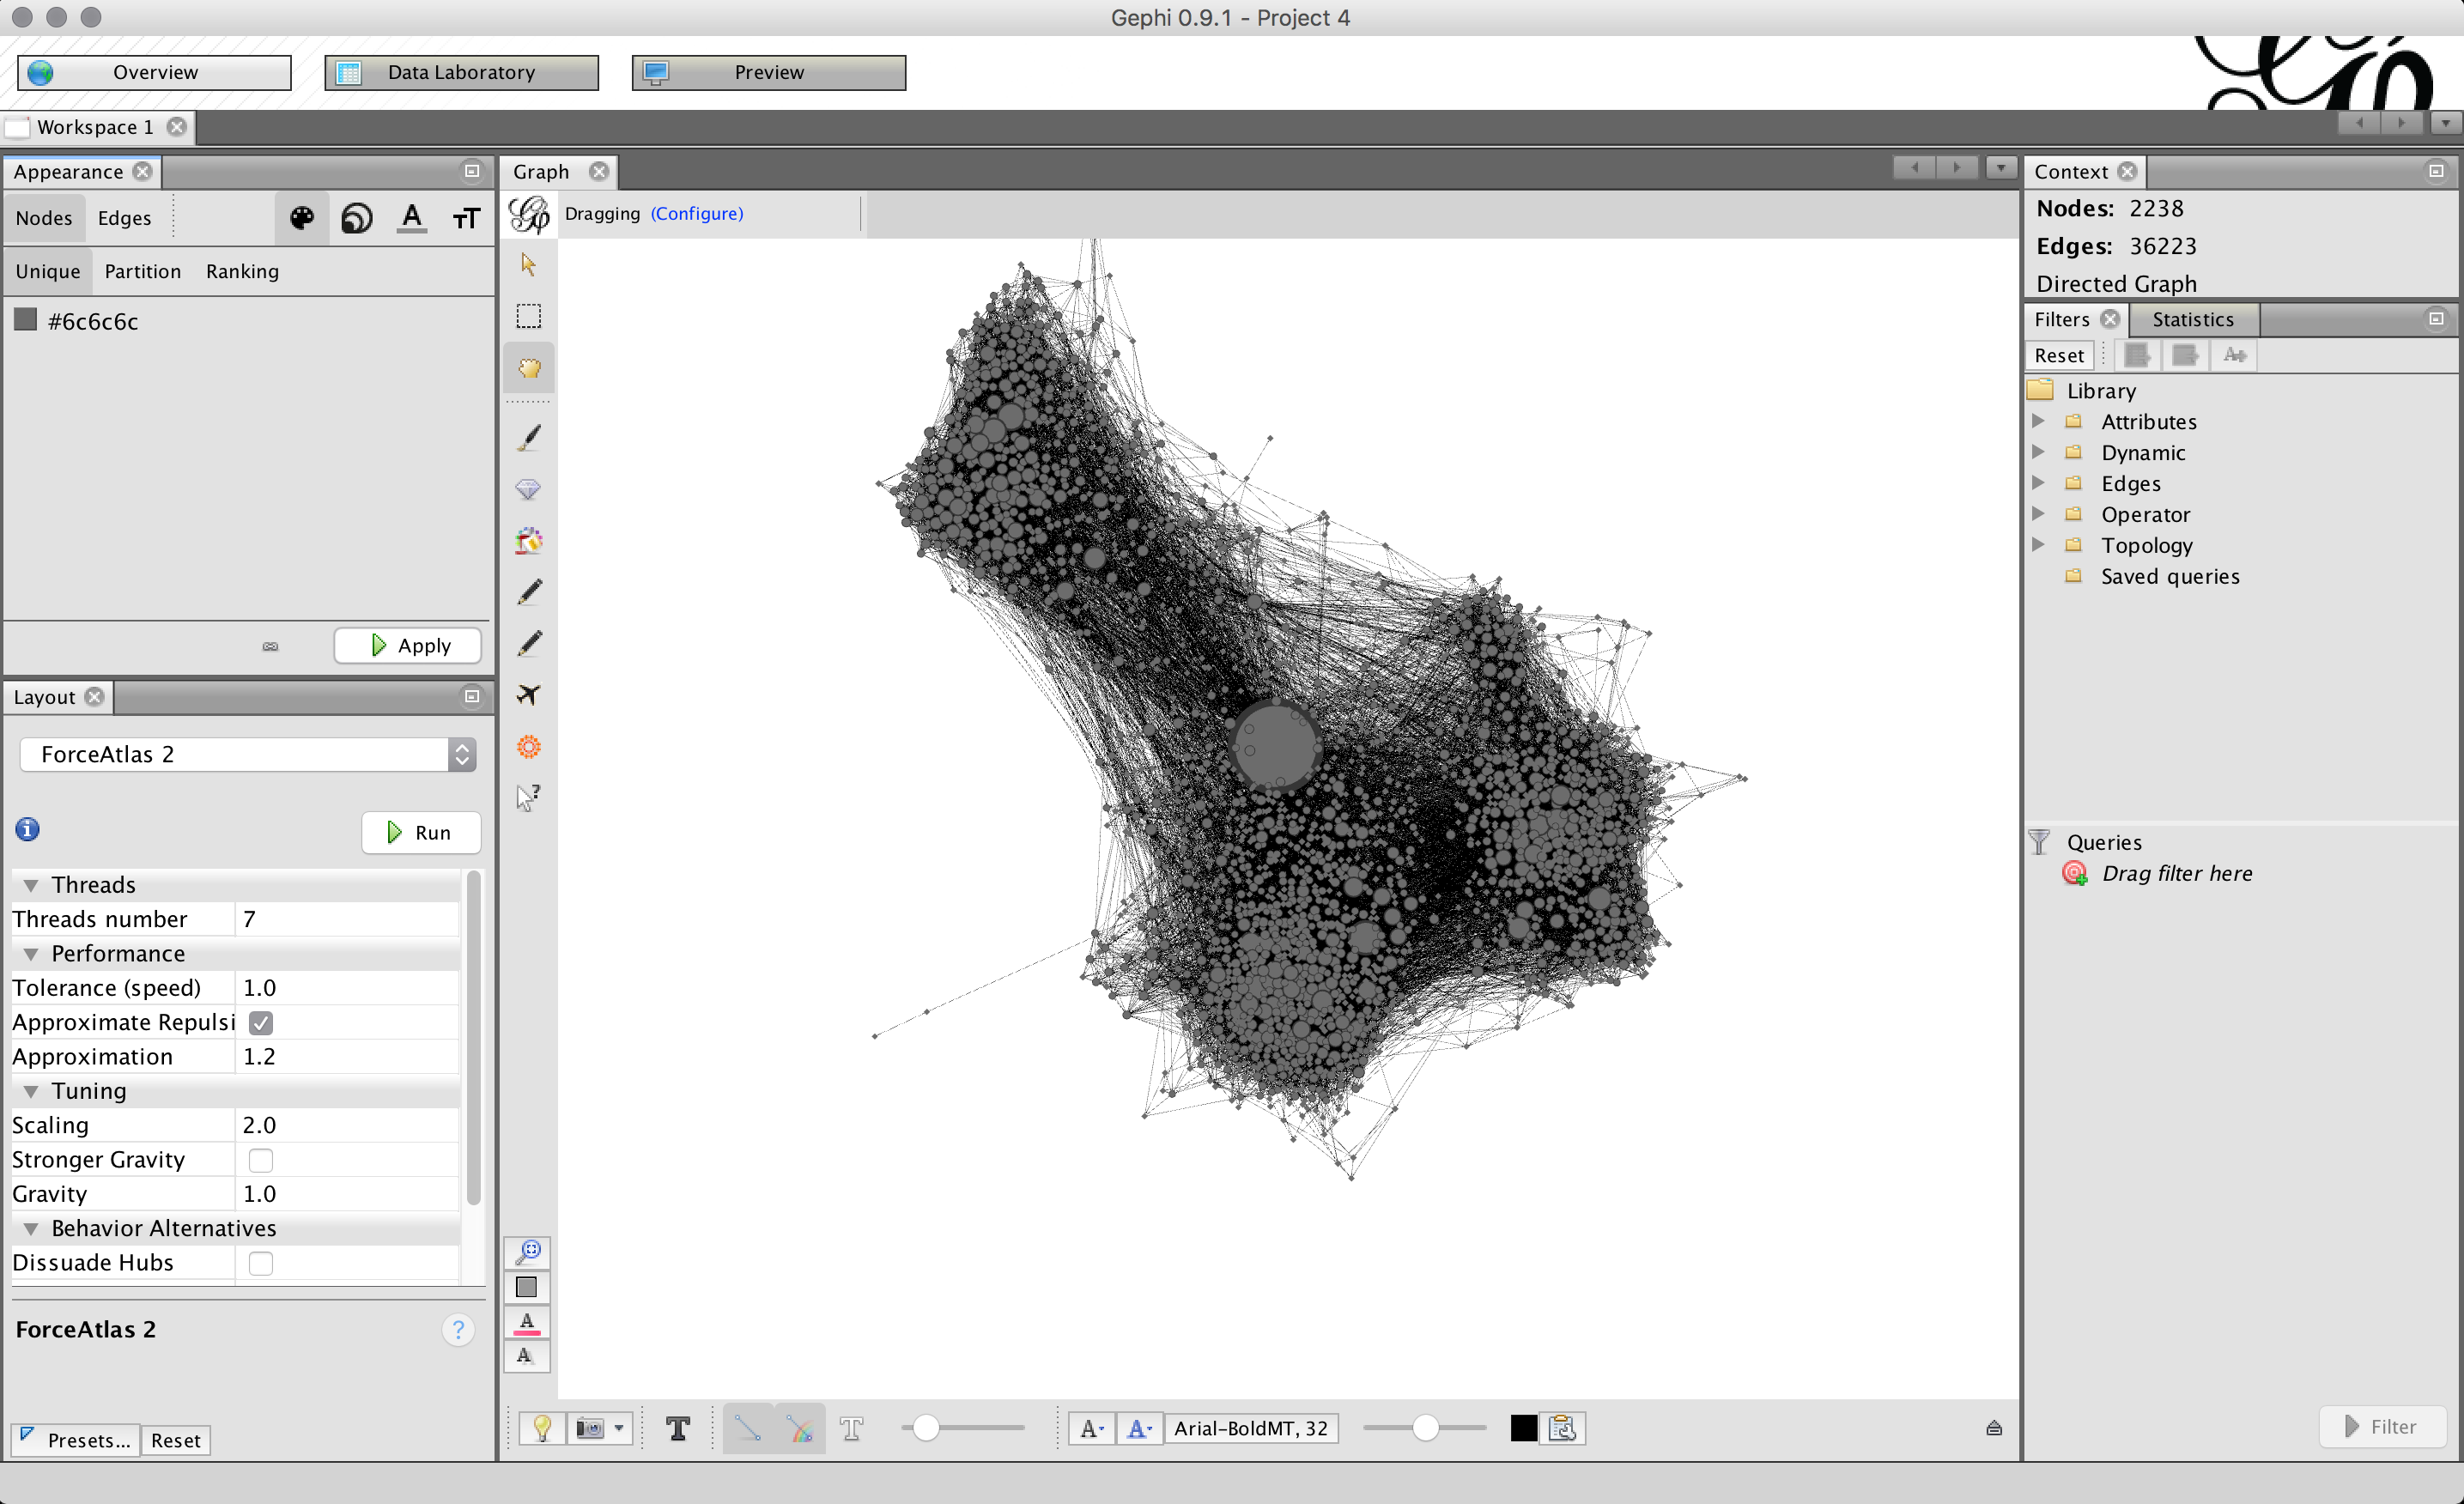 Gephi 0.9.1 - Project 4
Overview
Data Laboratory
Preview
Workspace 1
Appearance
Nodes
Edges
Unique
Partition
Ranking
#6c6c6c
Apply
Layout
ForceAtlas 2
Run
Threads
Threads number 7
Performance
Tolerance (speed) 1.0
Approximate Repulsi
Approximation 1.2
Tuning
Scaling 2.0
Stronger Gravity
Gravity 1.0
Behavior Alternatives
Dissuade Hubs
ForceAtlas 2
Presets...
Reset
Graph
Dragging (Configure)
Arial-BoldMT, 32
Context
Nodes: 2238
Edges: 36223
Directed Graph
Filters
Statistics
Reset
Library
Attributes
Dynamic
Edges
Operator
Topology
Saved queries
Queries
Drag filter here
Filter